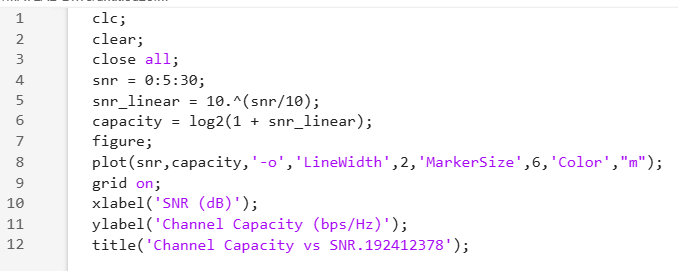 1 clc;
2 clear;
3 close all;
4 snr = 0:5:30;
5 snr_linear = 10.^(snr/10);
6 capacity = log2(1 + snr_linear);
7 figure;
8 plot(snr,capacity,'-o','LineWidth',2,'MarkerSize',6,'Color',"m");
9 grid on;
10 xlabel('SNR (dB)');
11 ylabel('Channel Capacity (bps/Hz)');
12 title('Channel Capacity vs SNR.192412378');